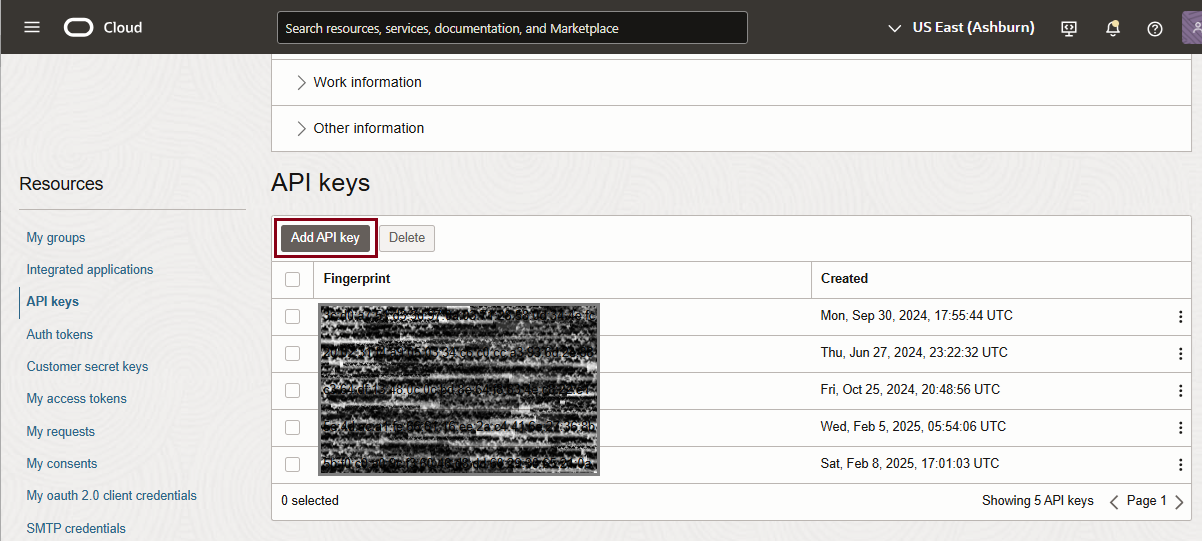 Cloud
Search resources, services, documentation, and Marketplace
US East (Ashburn)
Work information
Other information
Resources
My groups
Integrated applications
API keys
Auth tokens
Customer secret keys
My access tokens
My requests
My consents
My oauth 2.0 client credentials
SMTP credentials
API keys
Add API key Delete
Fingerprint Created
Mon, Sep 30, 2024, 17:55:44 UTC
Thu, Jun 27, 2024, 23:22:32 UTC
Fri, Oct 25, 2024, 20:48:56 UTC
Wed, Feb 5, 2025, 05:54:06 UTC
Sat, Feb 8, 2025, 17:01:03 UTC
0 selected Showing 5 API keys Page 1